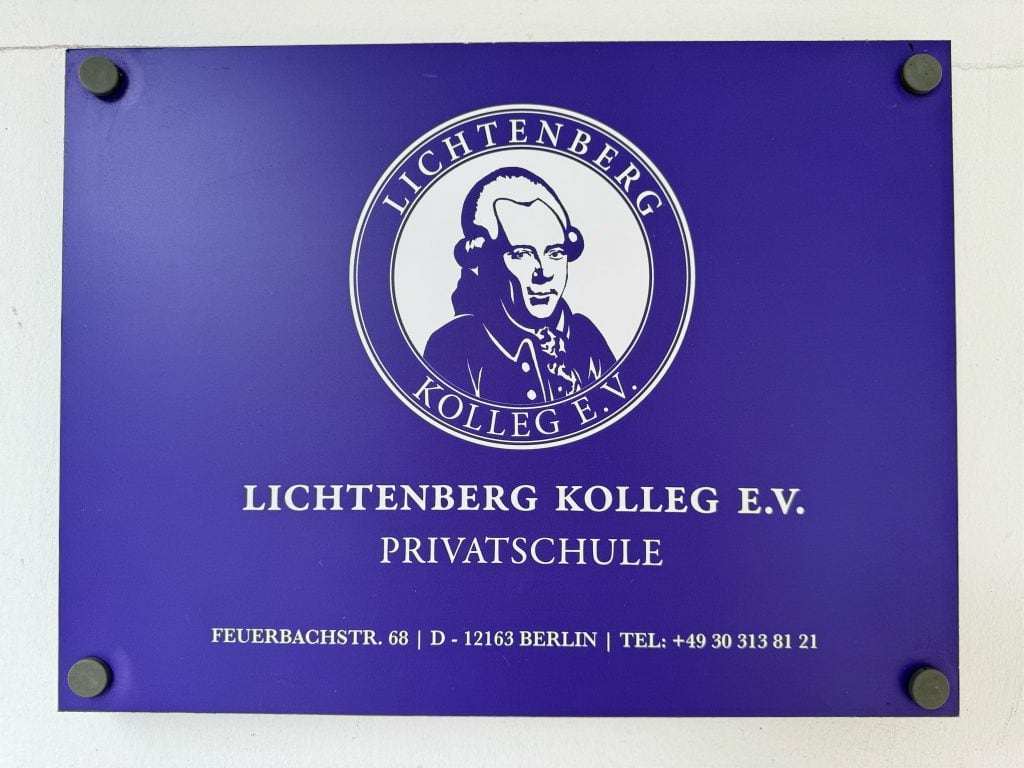 LICHTENBERG
KOLLEG E.V.
LICHTENBERG KOLLEG E.V.
PRIVATSCHULE
FEUERBACHSTR. 68 | D - 12163 BERLIN | TEL: +49 30 313 81 21